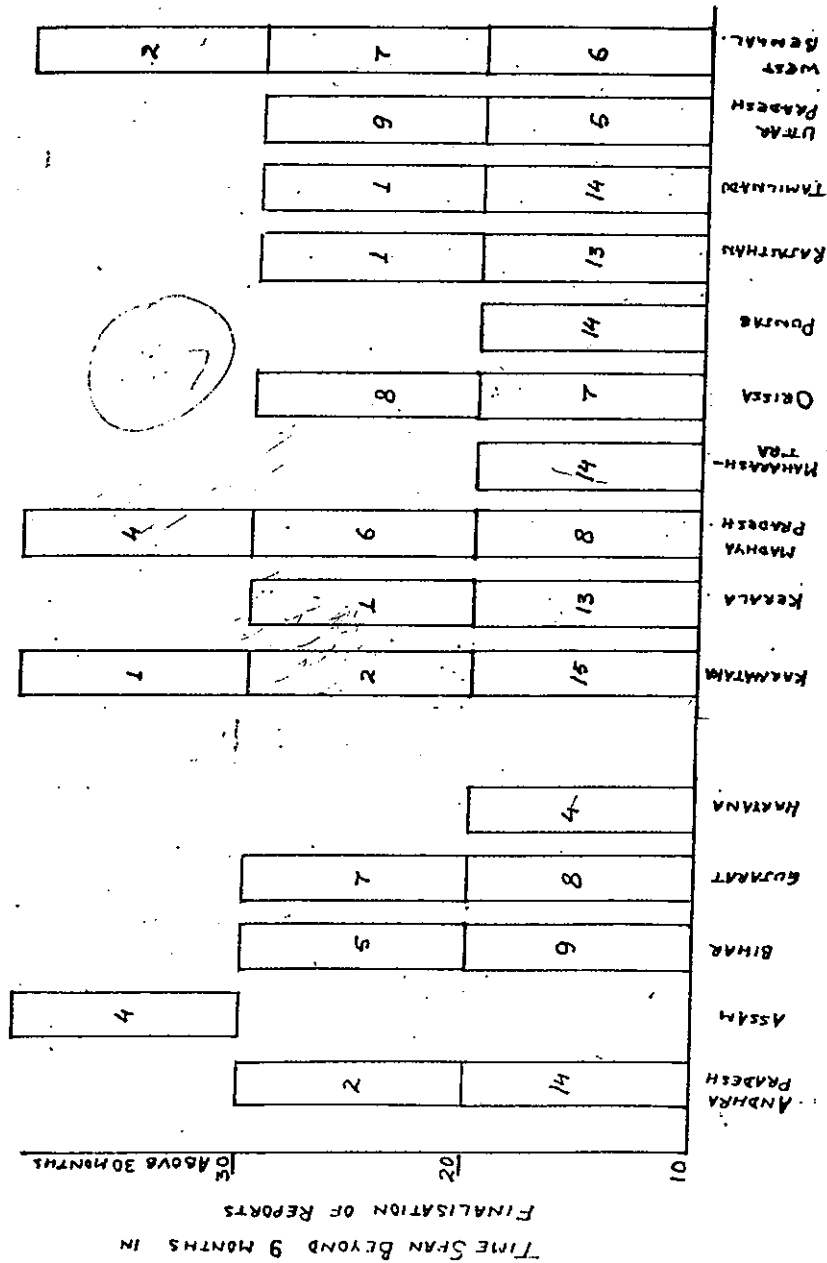 TIME SPAN BEYOND 9 MONTHS IN
FINALISATION OF REPORTS
ABOVE 30 MONTHS
30
20
10
2
14
ANDHRA
PRADESH
4
ASSAM
5
9
BIHAR
7
8
GUJARAT
4
HARYANA
1
2
15
KARNATAKA
1
13
KERALA
4
6
8
MADHYA
PRADESH
14
MAHARASH-
TRA
8
7
ORISSA
14
PUNJAB
1
13
RAJASTHAN
1
14
TAMILNADU
9
5
UTTAR
PRADESH
2
7
6
WEST
BENGAL